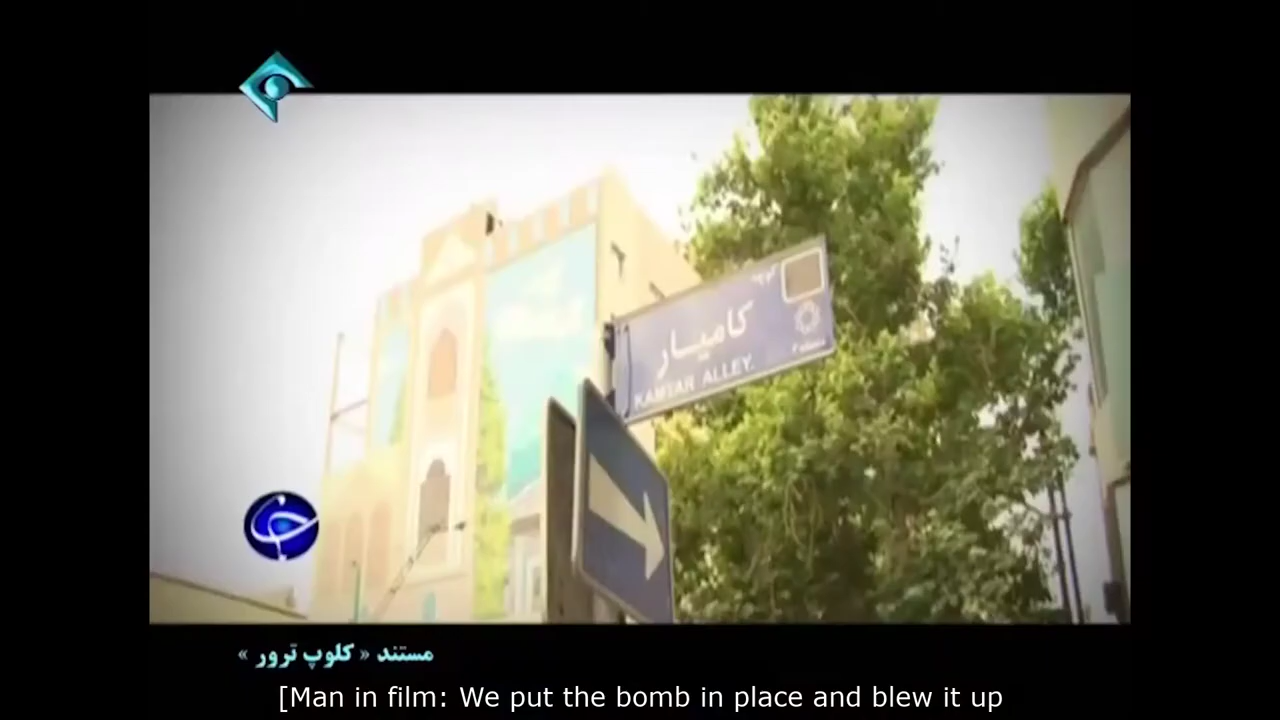 کوچه
کامیار
KAMYAR ALLEY.
مستند « کلوپ ترور »
[Man in film: We put the bomb in place and blew it up